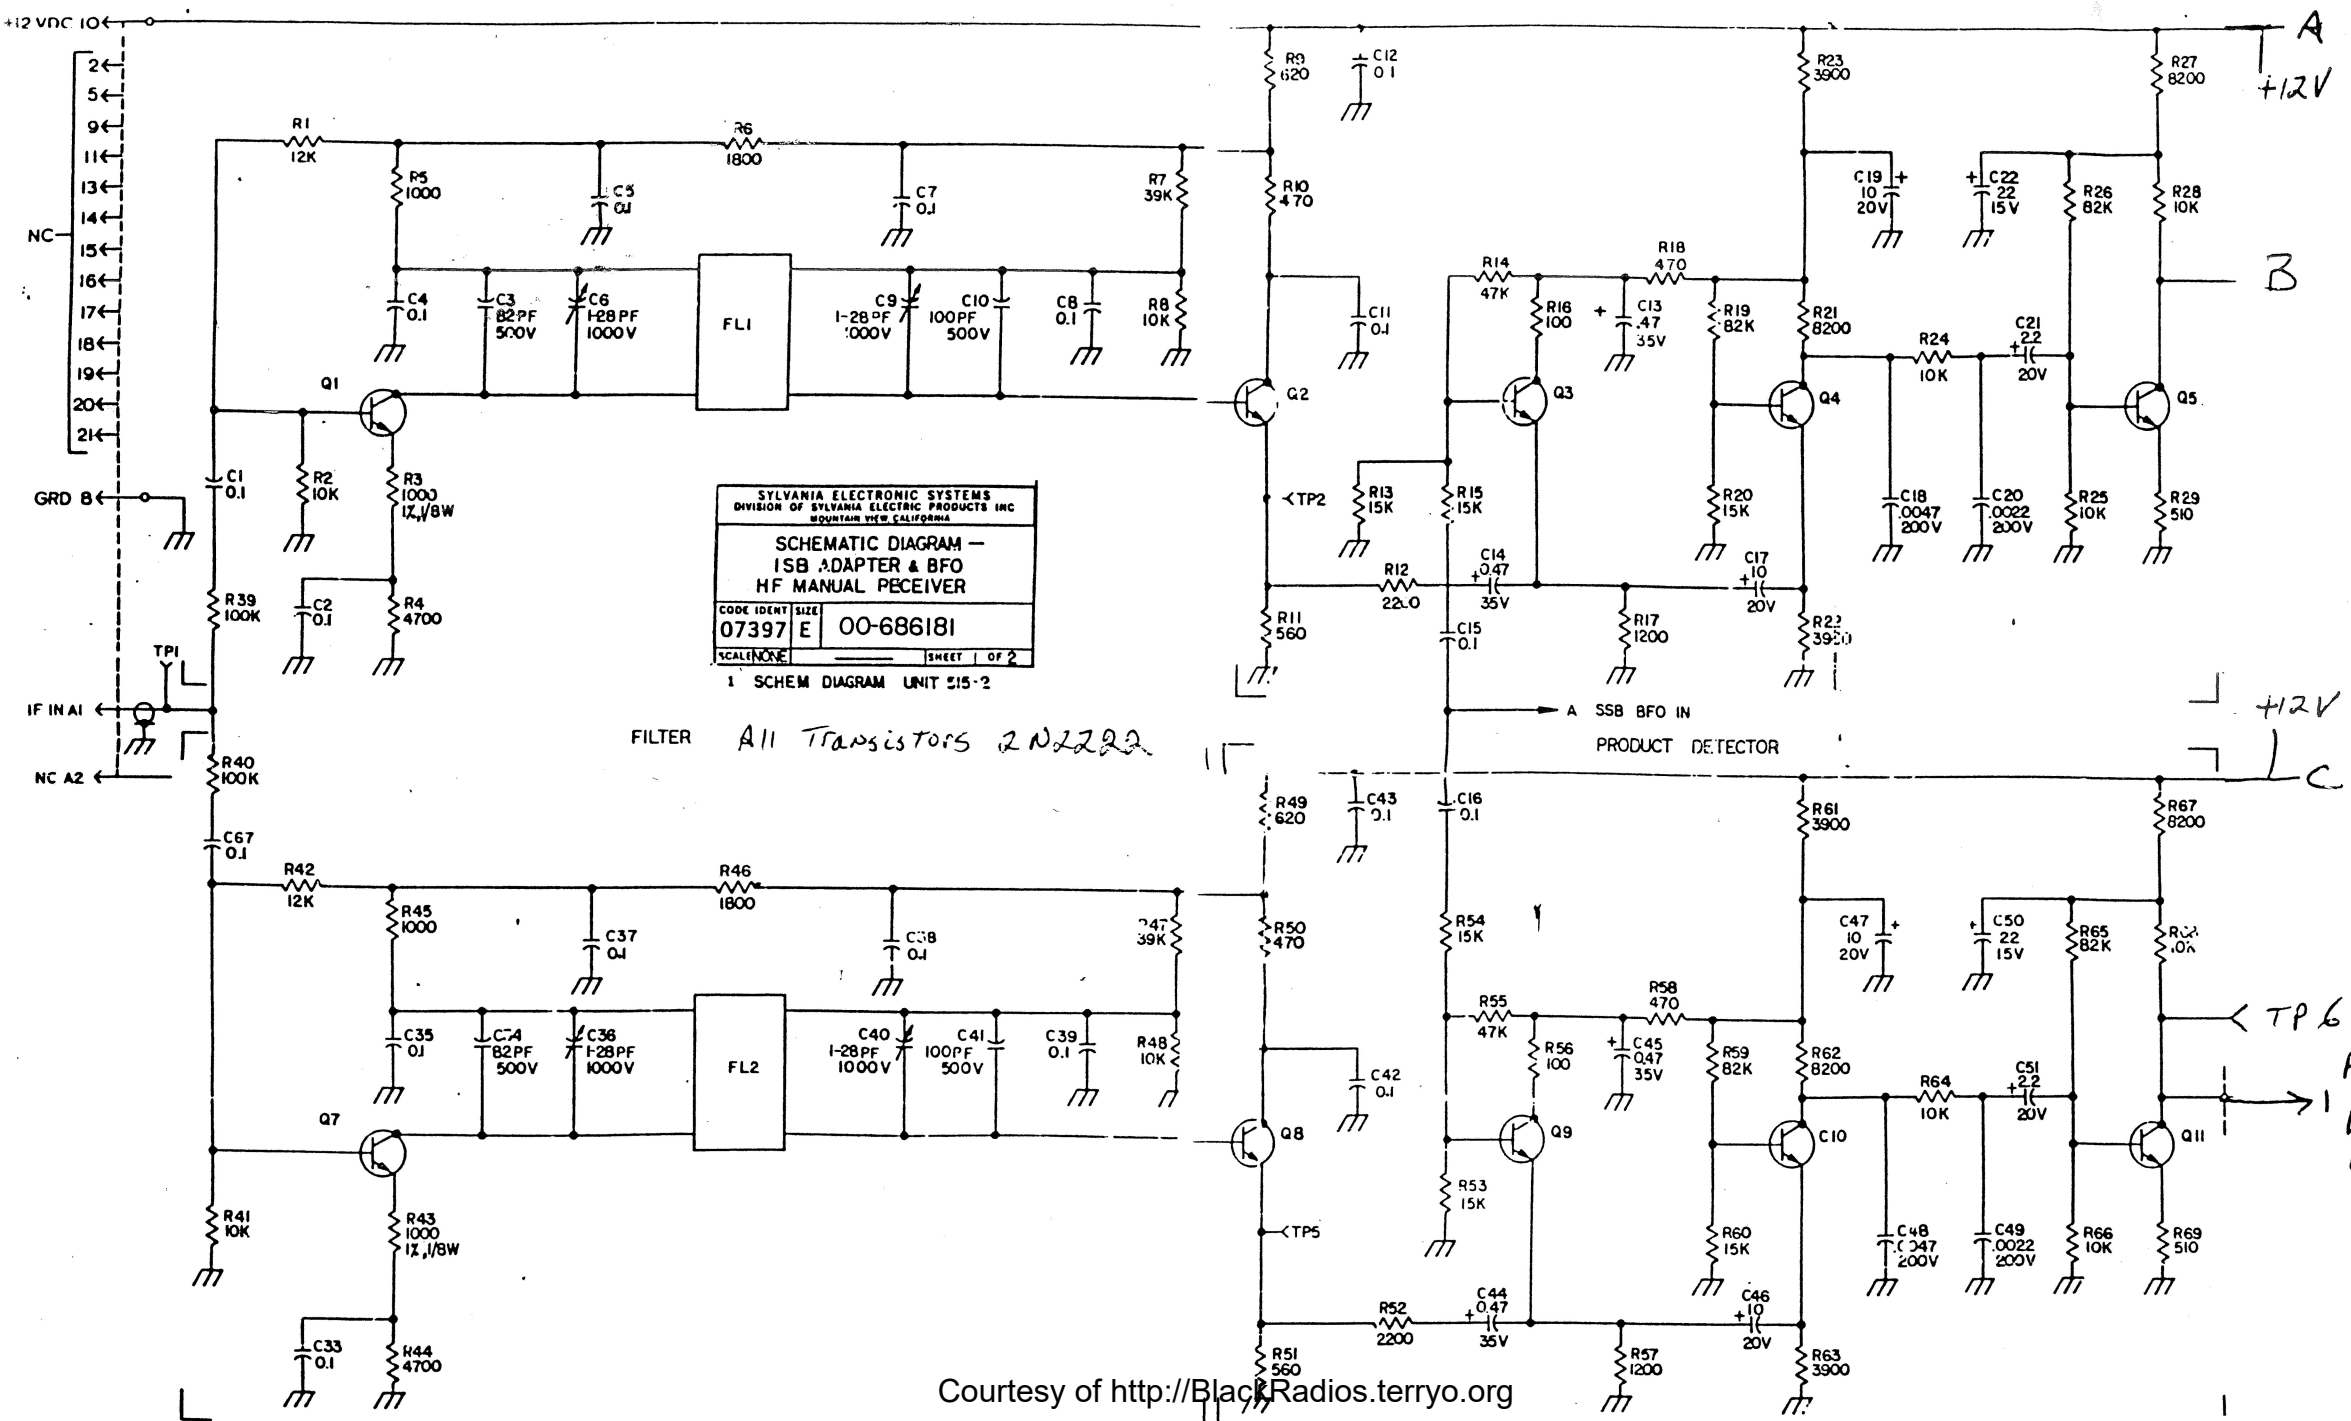 +12 VDC 10
2
5
9
11
13
14
NC
15
16
17
18
19
20
21
GRD 8
IF IN A1
NC A2
TP1
R1
12K
R5
1000
C5
0.1
R6
1800
C7
0.1
R7
39K
R9
620
C12
0.1
R10
470
R23
3900
R27
8200
A
+12V
C4
0.1
C3
82PF
500V
C6
1-28PF
1000V
FL1
C9
1-28PF
1000V
C10
100PF
500V
C8
0.1
R8
10K
C11
0.1
Q1
Q2
C1
0.1
R2
10K
R3
1000
1%,1/8W
C2
0.1
R4
4700
R39
100K
TP2
R14
47K
R16
100
C13
.47
35V
+
R18
470
R19
82K
R21
8200
C19
10
20V
+
C22
22
15V
+
R26
82K
R28
10K
B
R24
10K
C21
2.2
20V
+
Q3
Q4
Q5
R13
15K
R15
15K
R20
15K
C18
.0047
200V
C20
.0022
200V
R25
10K
R29
510
R12
2200
C14
0.47
35V
+
C17
10
20V
+
R11
560
C15
0.1
R17
1200
R22
3900
SYLVANIA ELECTRONIC SYSTEMS
DIVISION OF SYLVANIA ELECTRIC PRODUCTS INC
MOUNTAIN VIEW, CALIFORNIA
SCHEMATIC DIAGRAM —
ISB ADAPTER & BFO
HF MANUAL RECEIVER
CODE IDENT SIZE
07397 E 00-686181
SCALE NONE SHEET 1 OF 2
1 SCHEM DIAGRAM UNIT 515-2
FILTER
All Transistors 2N2222
A SSB BFO IN
PRODUCT DETECTOR
+12V
C
R40
100K
C67
0.1
R42
12K
R45
1000
C37
0.1
R46
1800
C38
0.1
R47
39K
R49
620
C43
0.1
C16
0.1
R50
470
R61
3900
R67
8200
C35
0.1
C34
82PF
500V
C36
1-28PF
1000V
FL2
C40
1-28PF
1000V
C41
100PF
500V
C39
0.1
R48
10K
C42
0.1
R54
15K
R55
47K
R56
100
C45
0.47
35V
+
R58
470
R59
82K
R62
8200
C47
10
20V
+
C50
22
15V
+
R65
82K
10K
TP6
1
R64
10K
C51
2.2
20V
+
Q7
Q8
Q9
C10
Q11
R41
10K
R43
1000
1%,1/8W
C33
0.1
R44
4700
TP5
R53
15K
R60
15K
C48
.0047
200V
C49
.0022
200V
R66
10K
R69
510
R52
2200
C44
0.47
35V
+
C46
10
20V
+
R51
560
R57
1200
R63
3900
Courtesy of http://BlackRadios.terryo.org